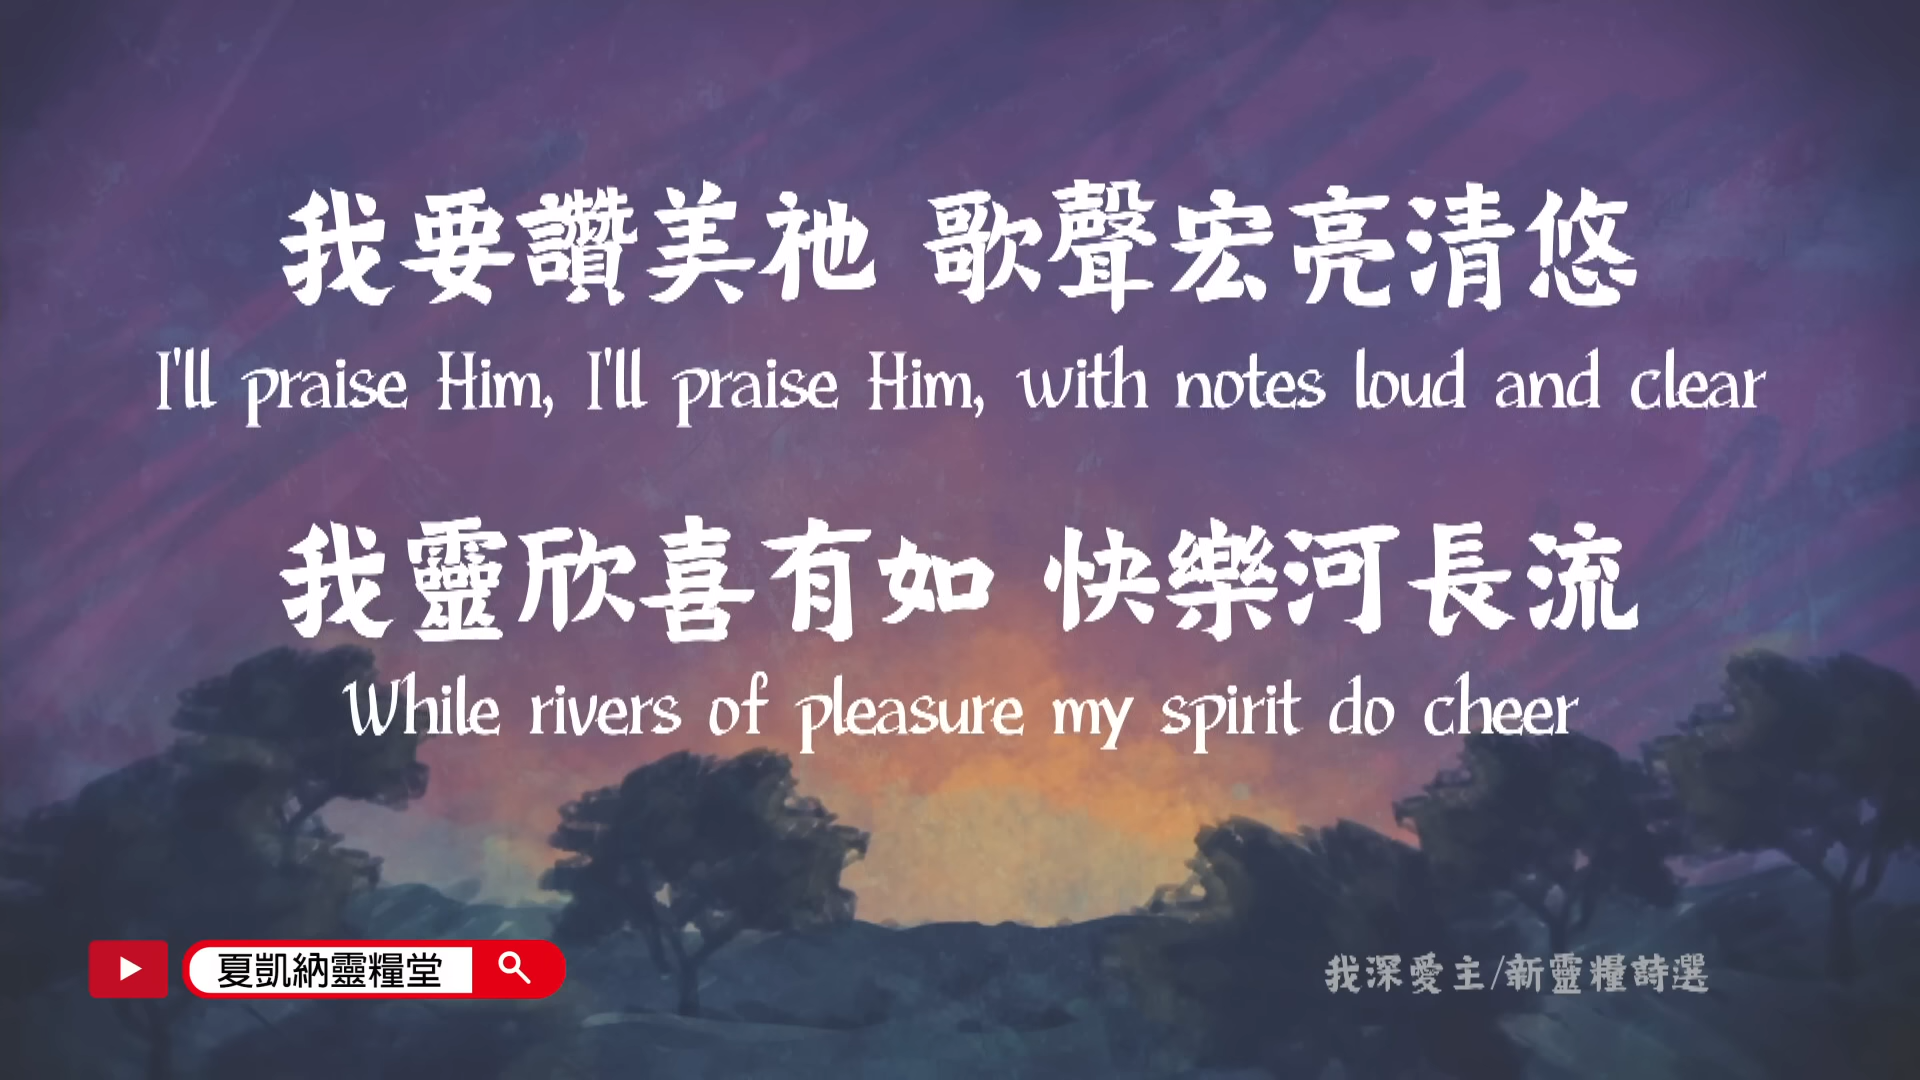 我要讚美祂 歌聲宏亮清悠
I'll praise Him, I'll praise Him, with notes loud and clear
我靈欣喜有如 快樂河長流
While rivers of pleasure my spirit do cheer
夏凱納靈糧堂
我深愛主/新靈糧詩選